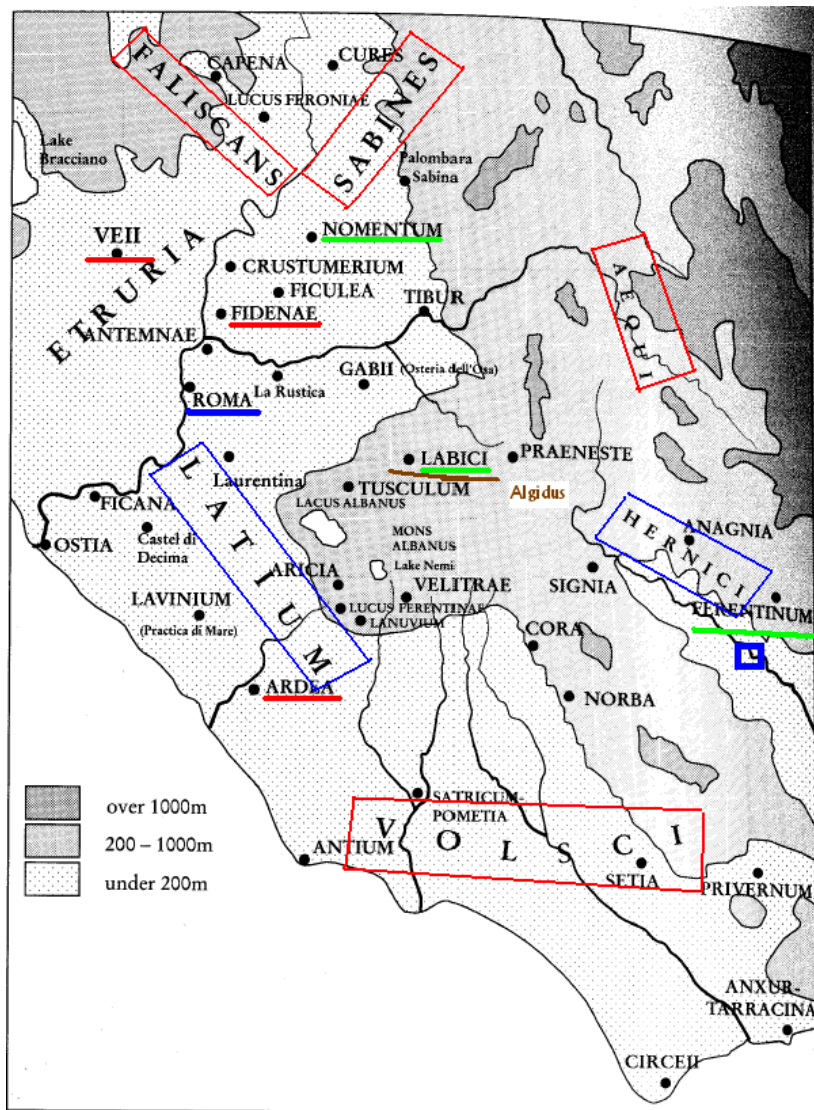 FALISCANS
CAPENA
CURES
SABINES
LUCUS FERONIAE
Lake
Bracciano
Palombara
Sabina
VEII
ETRURIA
NOMENTUM
CRUSTUMERIUM
FICULEA
FIDENAE
TIBUR
AEQUI
ANTEMNAE
GABII (Osteria dell'Osa)
La Rustica
ROMA
LATIUM
Laurentina
LABICI
PRAENESTE
TUSCULUM
Algidus
LACUS ALBANUS
FICANA
OSTIA
Castel di
Decima
MONS
ALBANUS
Lake Nemi
HERNICI
ANAGNIA
ARICIA
VELITRAE
SIGNIA
FERENTINUM
LAVINIUM
(Practica di Mare)
LUCUS FERENTINAE
LANUVIUM
CORA
ARDEA
NORBA
over 1000m
200 – 1000m
under 200m
SATRICUM-
POMETIA
VOLSCI
ANTIUM
SETIA
PRIVERNUM
ANXUR-
TARRACINA
CIRCEII